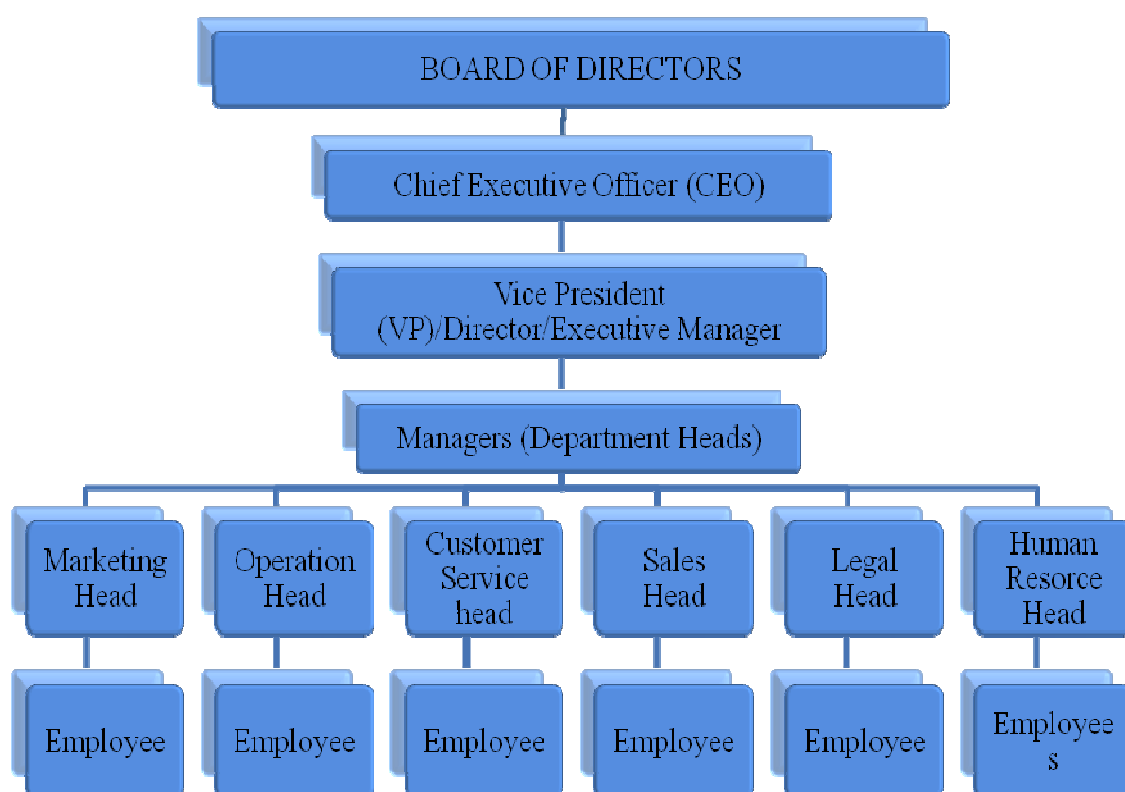 BOARD OF DIRECTORS
Chief Executive Officer (CEO)
Vice President
(VP)/Director/Executive Manager
Managers (Department Heads)
Marketing
Head
Operation
Head
Customer
Service
head
Sales
Head
Legal
Head
Human
Resorce
Head
Employee
Employee
Employee
Employee
Employee
Employee
s